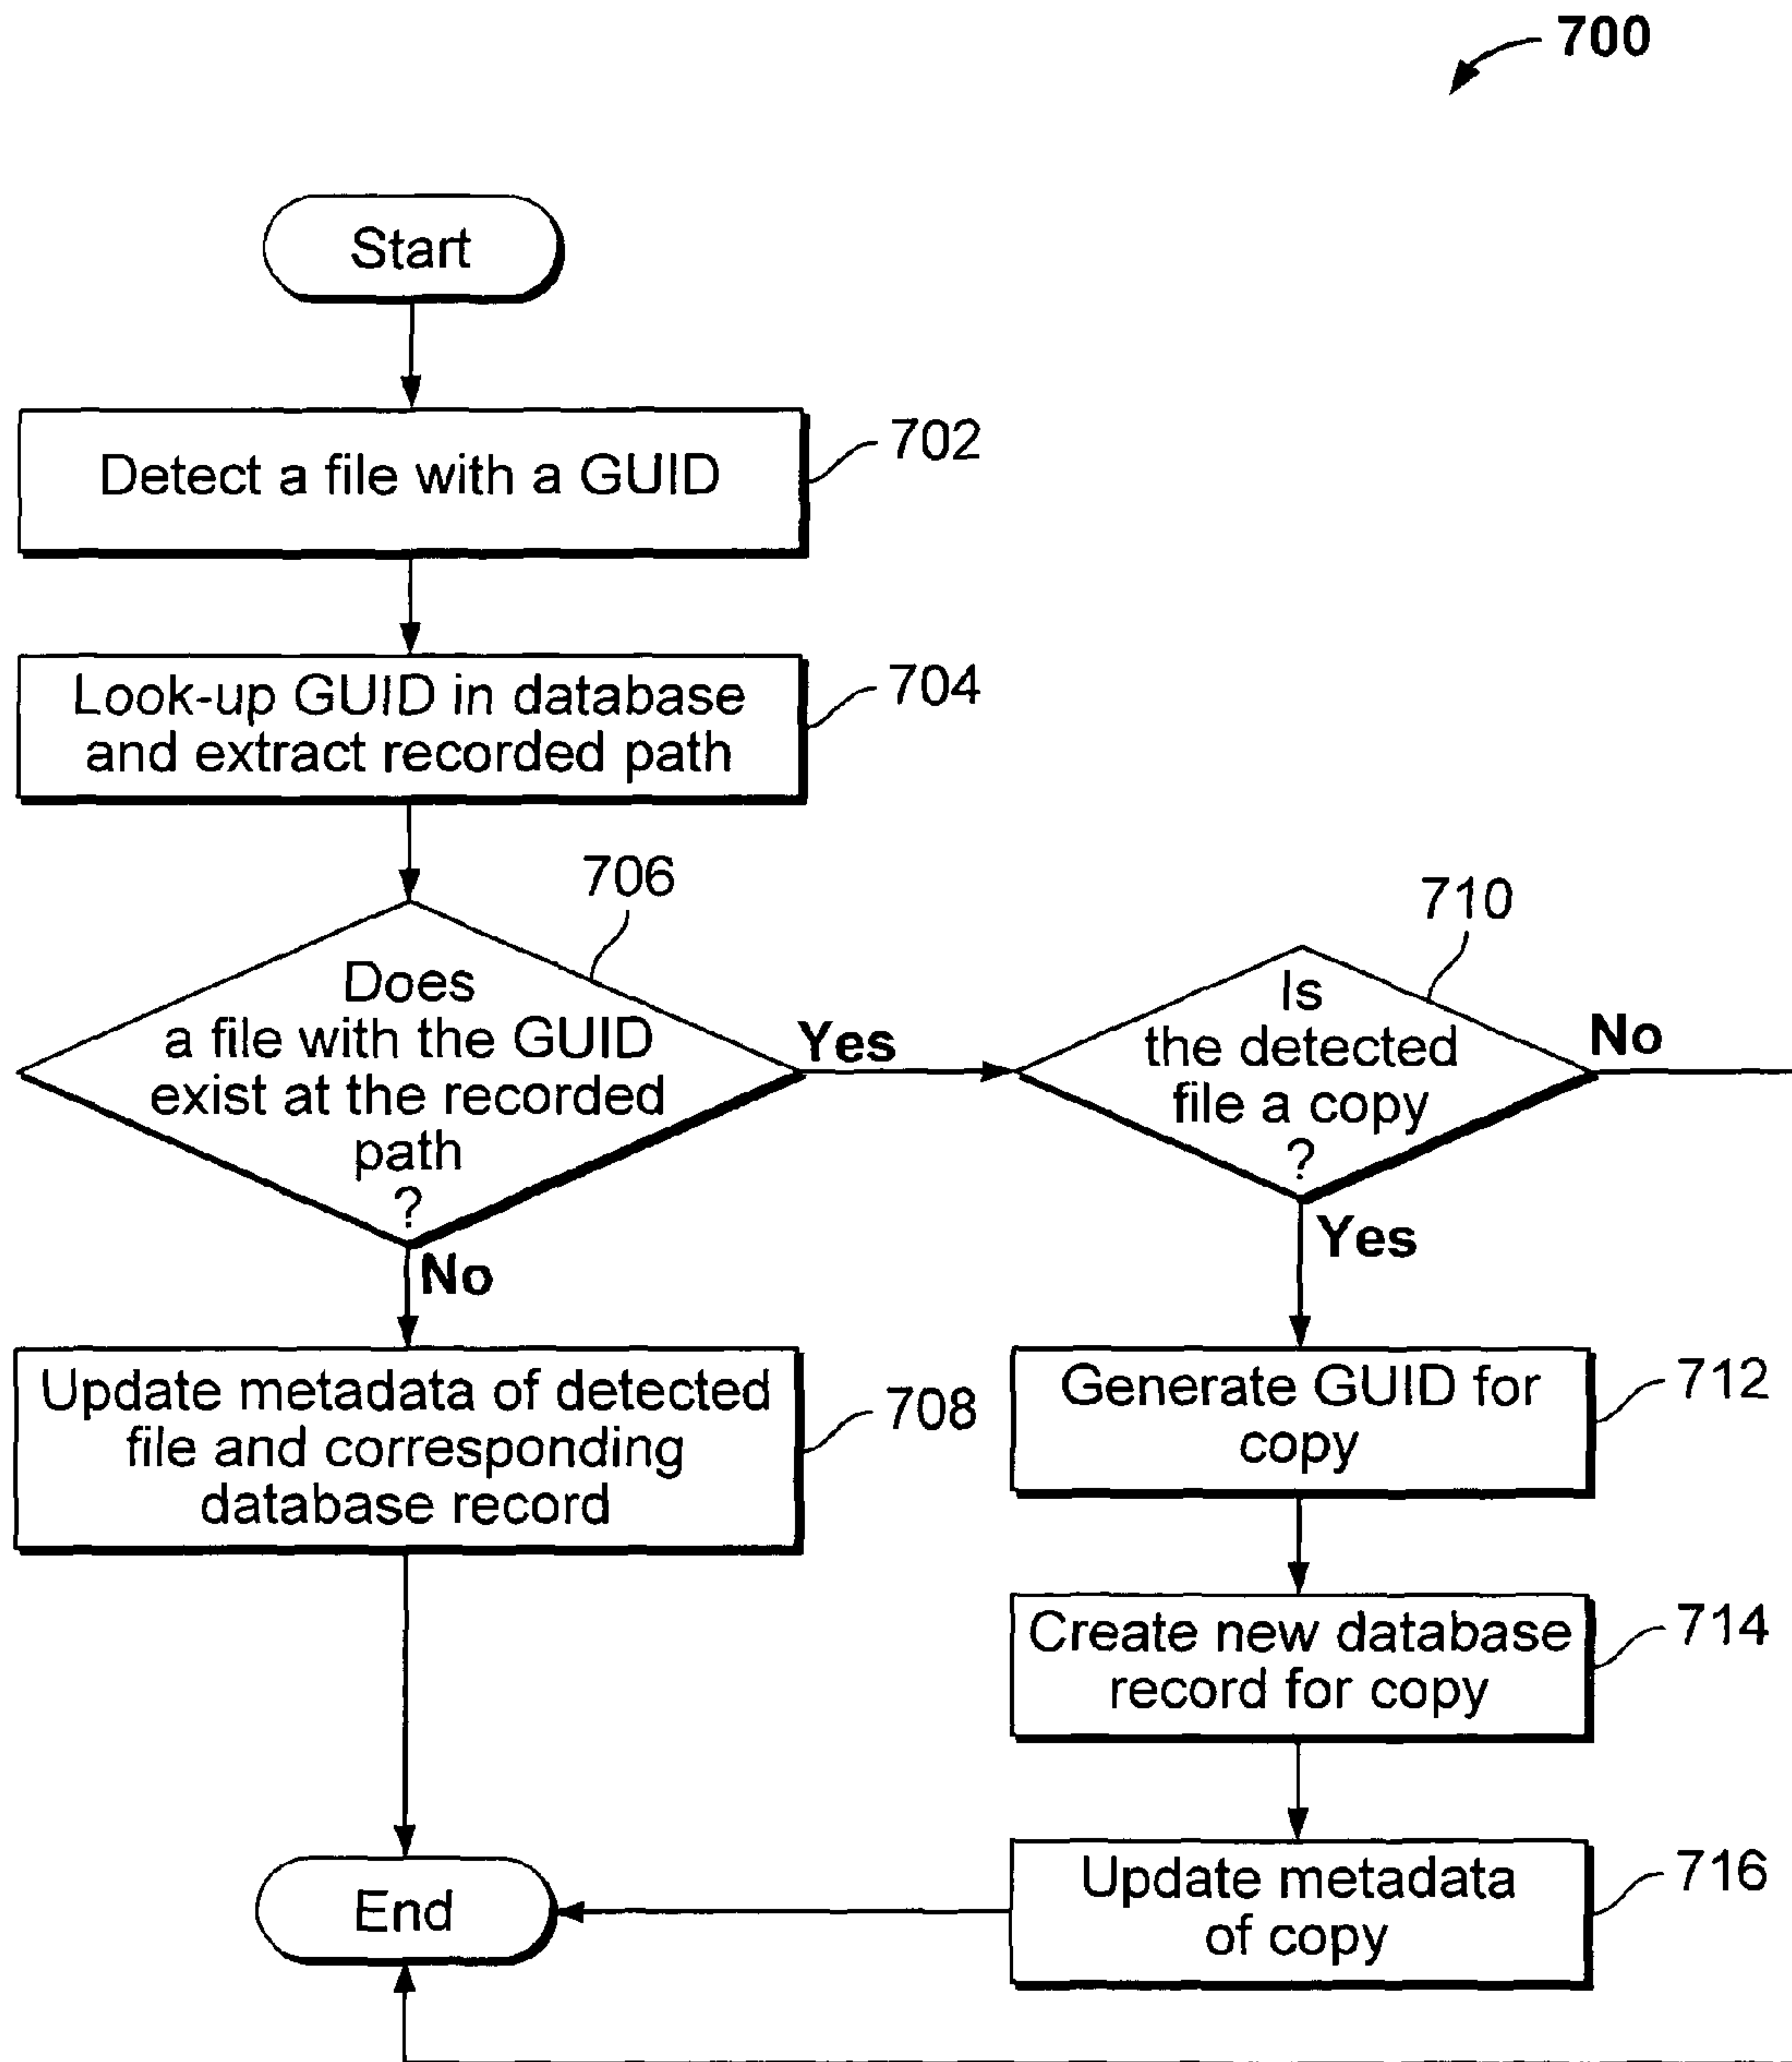 700
Start
Detect a file with a GUID
702
Look-up GUID in database
and extract recorded path
704
706
Does
a file with the GUID
exist at the recorded
path
?
Yes
No
710
Is
the detected
file a copy
?
No
Yes
Update metadata of detected
file and corresponding
database record
708
Generate GUID for
copy
712
Create new database
record for copy
714
Update metadata
of copy
716
End